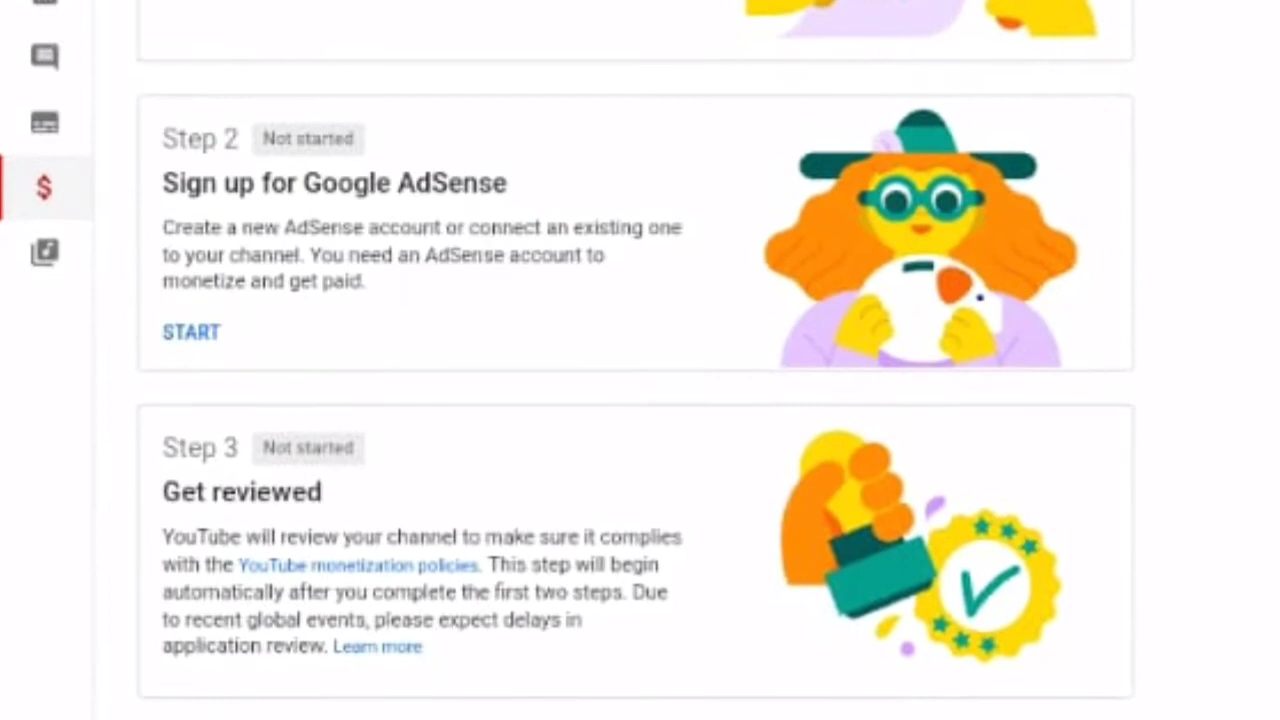 Step 2 Not started
Sign up for Google AdSense
Create a new AdSense account or connect an existing one
to your channel. You need an AdSense account to
monetize and get paid.
START
Step 3 Not started
Get reviewed
YouTube will review your channel to make sure it complies
with the YouTube monetization policies. This step will begin
automatically after you complete the first two steps. Due
to recent global events, please expect delays in
application review. Learn more